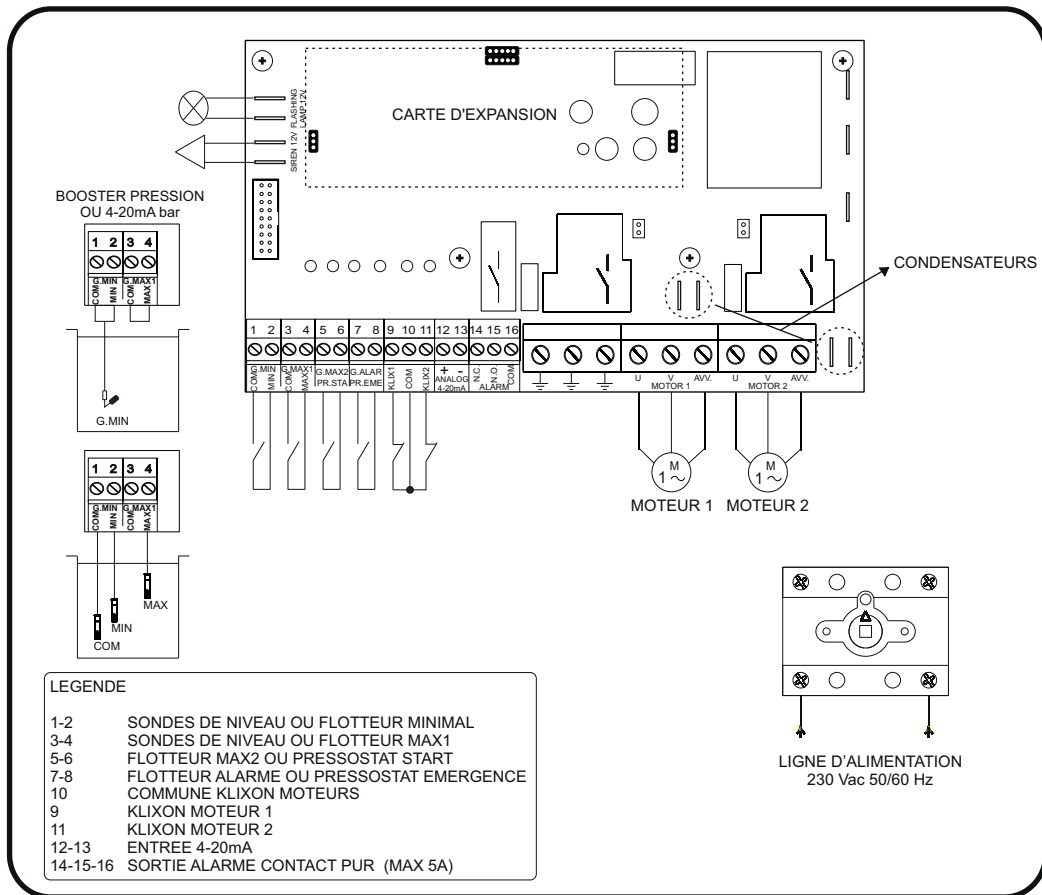 CARTE D'EXPANSION
FLASHING
LAMP 12V
SIREN 12V
BOOSTER PRESSION
OU 4-20mA bar
1 2 3 4
G.MIN G.MAX1
COM MIN COM MAX1
G.MIN
1 2 3 4
G.MIN G.MAX1
COM MIN COM MAX1
MAX
MIN
COM
CONDENSATEURS
1 2 3 4 5 6 7 8 9 10 11 12 13 14 15 16
G.MIN G.MAX1 G.MAX2 G.ALAR
COM MIN COM MAX1 PR.STA PR.EME KLIX1 COM KLIX2
+ -
ANALOG
4-20mA
N.C. N.O. COM
ALARM
U V AVV. U V AVV.
MOTOR 1 MOTOR 2
M M
1~ 1~
MOTEUR 1 MOTEUR 2
LIGNE D'ALIMENTATION
230 Vac 50/60 Hz
LEGENDE
1-2 SONDES DE NIVEAU OU FLOTTEUR MINIMAL
3-4 SONDES DE NIVEAU OU FLOTTEUR MAX1
5-6 FLOTTEUR MAX2 OU PRESSOSTAT START
7-8 FLOTTEUR ALARME OU PRESSOSTAT EMERGENCE
10 COMMUNE KLIXON MOTEURS
9 KLIXON MOTEUR 1
11 KLIXON MOTEUR 2
12-13 ENTREE 4-20mA
14-15-16 SORTIE ALARME CONTACT PUR (MAX 5A)